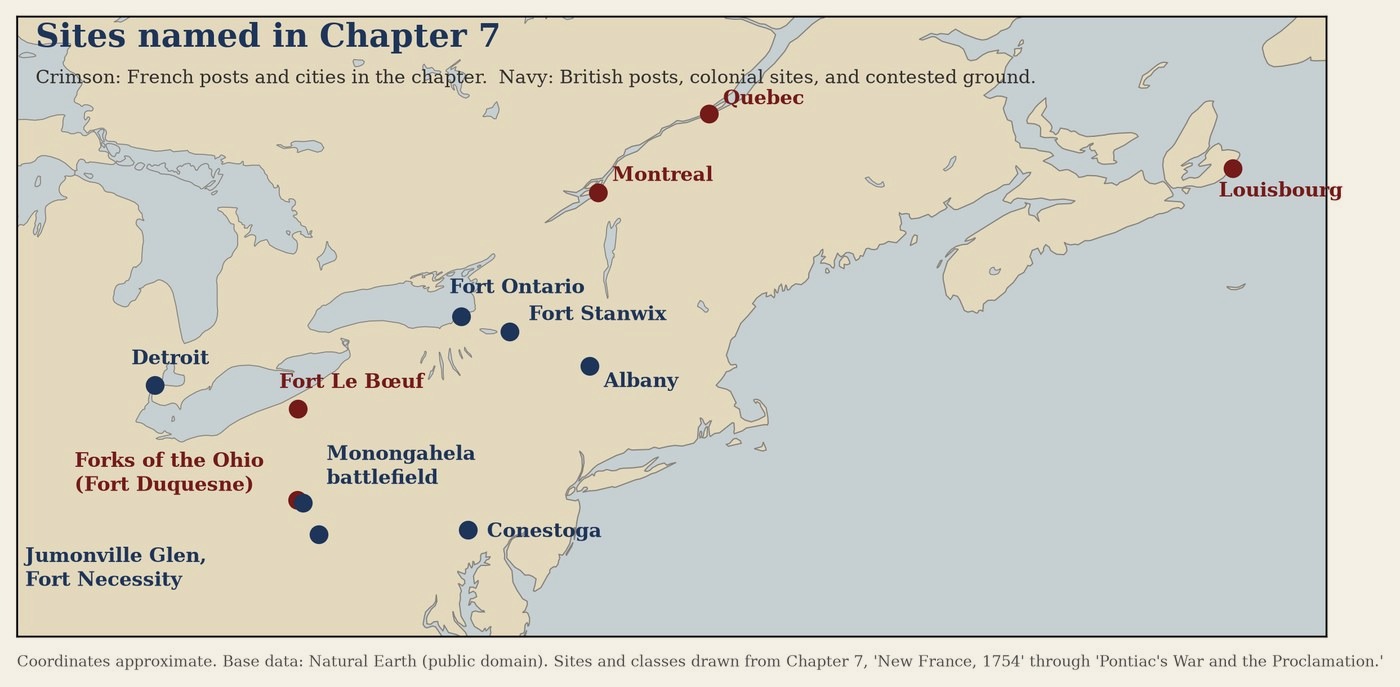 Sites named in Chapter 7
Crimson: French posts and cities in the chapter.  Navy: British posts, colonial sites, and contested ground.
Quebec
Montreal
Louisbourg
Fort Ontario
Fort Stanwix
Detroit
Fort Le Bœuf
Albany
Monongahela
battlefield
Forks of the Ohio
(Fort Duquesne)
Conestoga
Jumonville Glen,
Fort Necessity
Coordinates approximate. Base data: Natural Earth (public domain). Sites and classes drawn from Chapter 7, 'New France, 1754' through 'Pontiac's War and the Proclamation.'